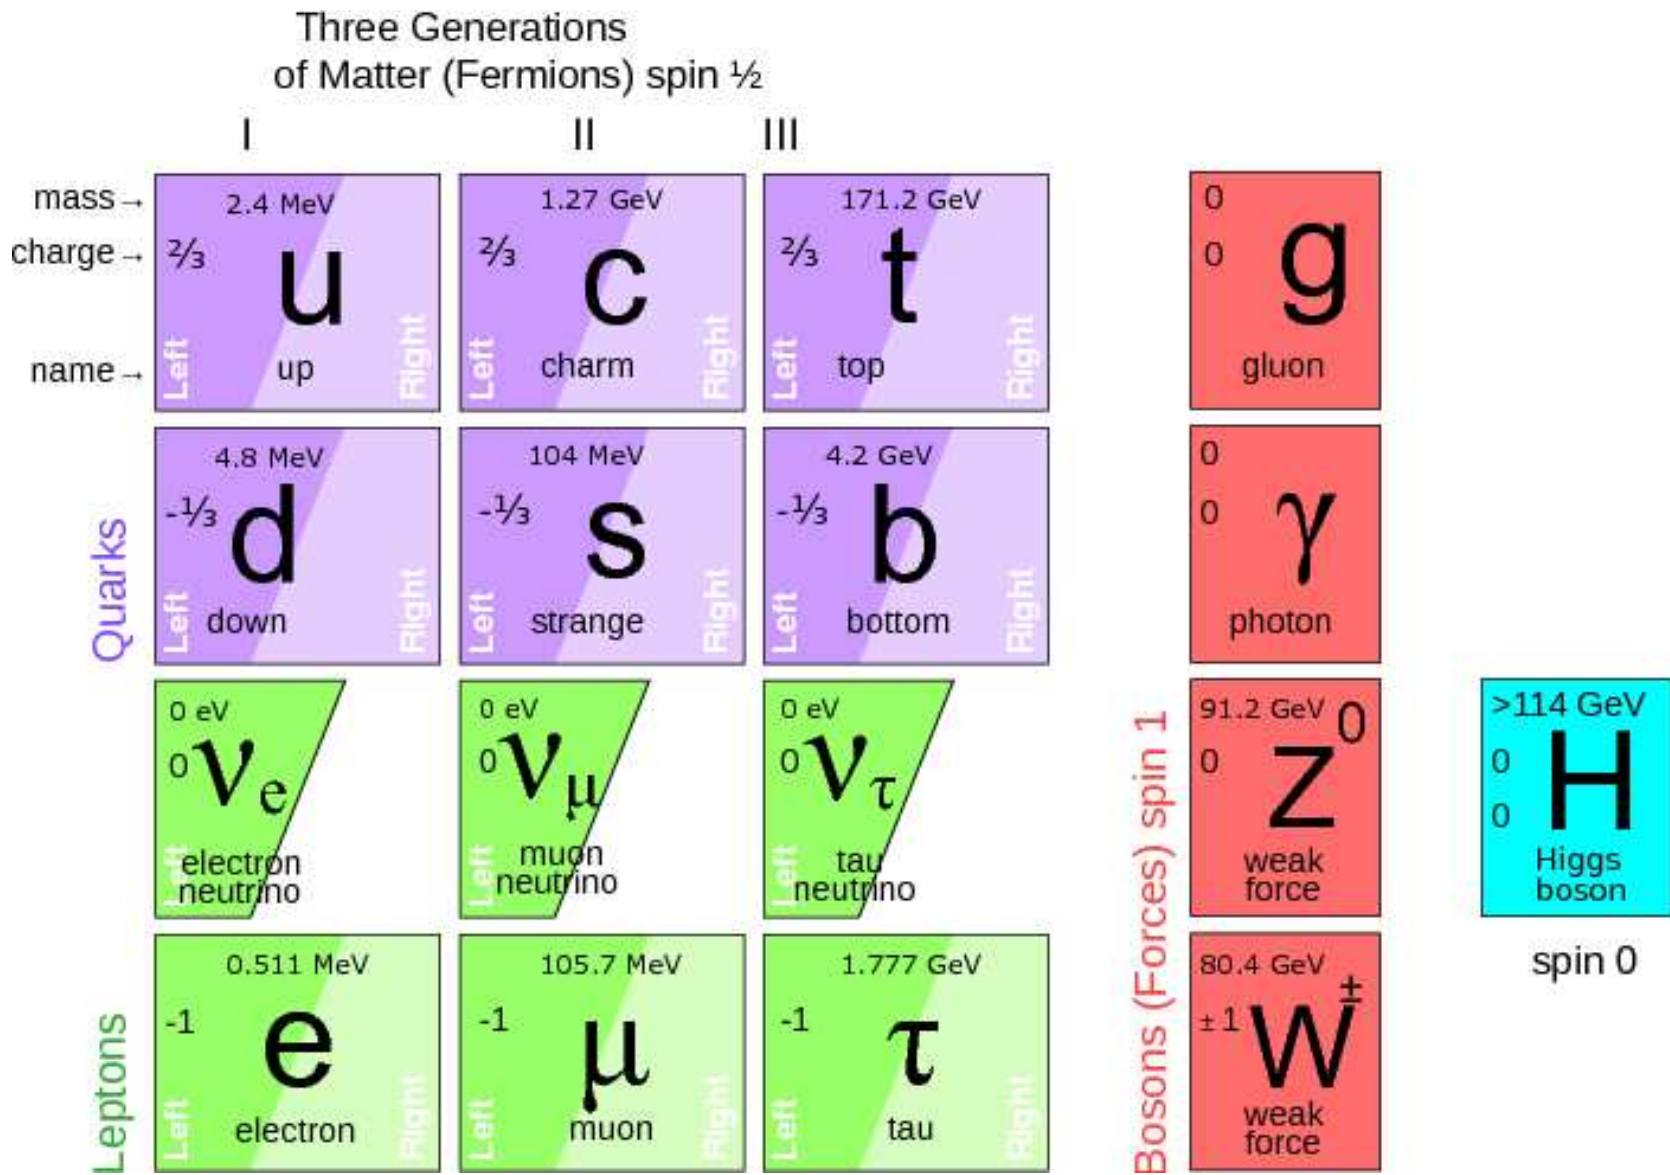 Three Generations
of Matter (Fermions) spin ½
I II III
mass→
charge→
name→
2.4 MeV
⅔
u
up
Left
Right
1.27 GeV
⅔
c
charm
Left
Right
171.2 GeV
⅔
t
top
Left
Right
0
0
g
gluon
Quarks
4.8 MeV
-⅓
d
down
Left
Right
104 MeV
-⅓
s
strange
Left
Right
4.2 GeV
-⅓
b
bottom
Left
Right
0
0
γ
photon
0 eV
0
νe
electron
neutrino
Left
0 eV
0
νμ
muon
neutrino
Left
0 eV
0
ντ
tau
neutrino
Left
Bosons (Forces) spin 1
91.2 GeV
0
Z0
weak
force
>114 GeV
0
0
H
Higgs
boson
spin 0
Leptons
0.511 MeV
-1
e
electron
Left
Right
105.7 MeV
-1
μ
muon
Left
Right
1.777 GeV
-1
τ
tau
Left
Right
80.4 GeV
±1
W±
weak
force